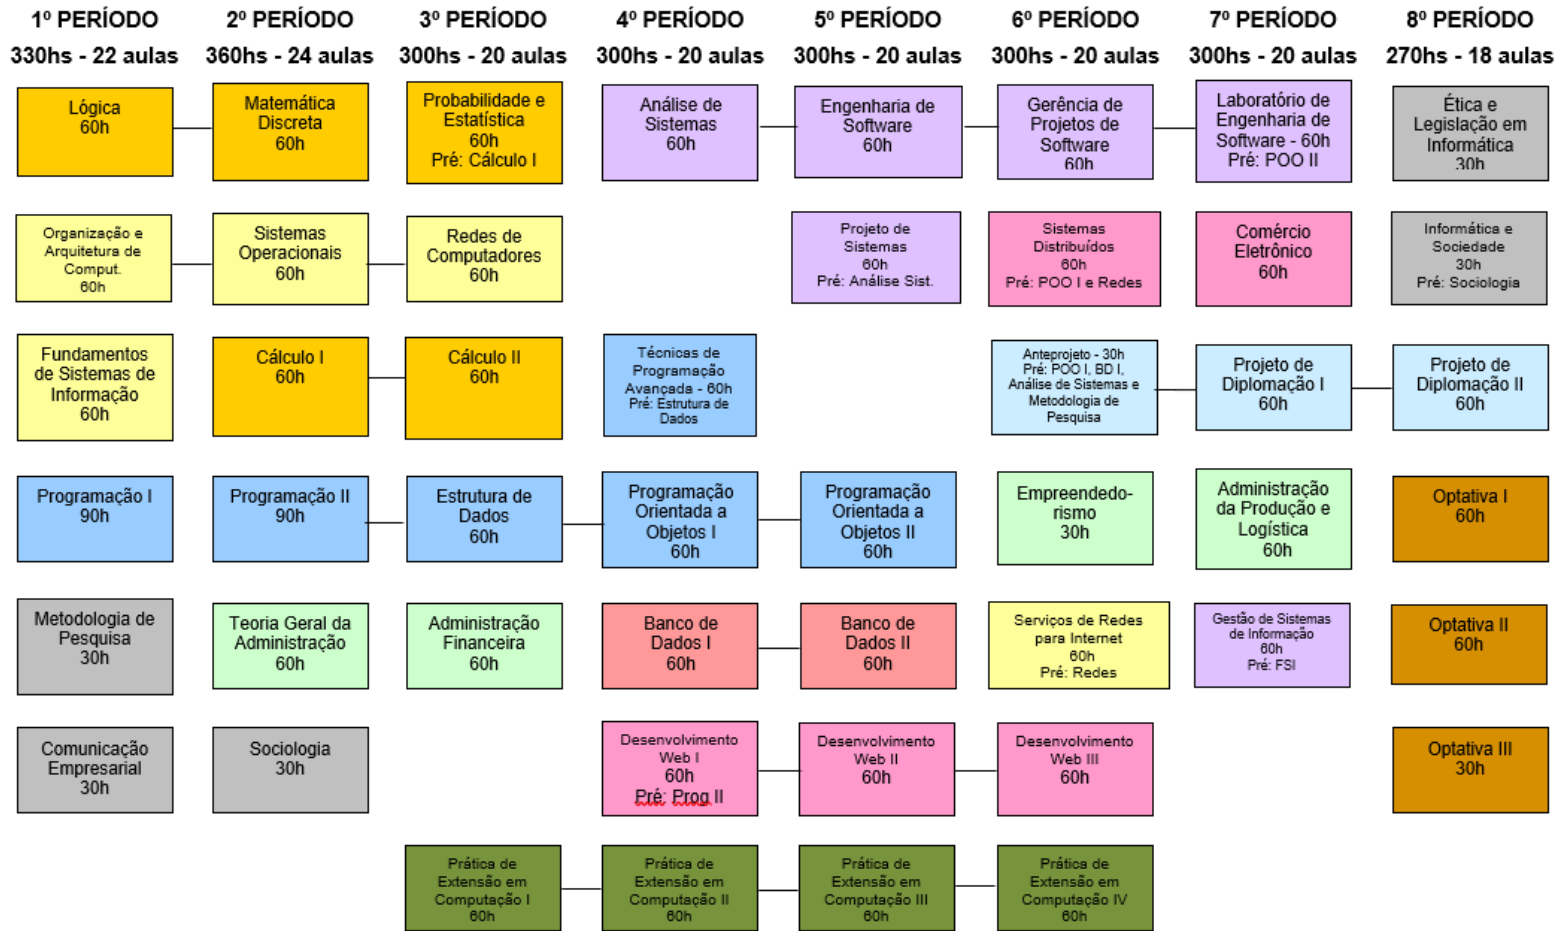 1º PERÍODO
330hs - 22 aulas
Lógica
60h
Organização e
Arquitetura de
Comput.
60h
Fundamentos
de Sistemas de
Informação
60h
Programação I
90h
Metodologia de
Pesquisa
30h
Comunicação
Empresarial
30h
2º PERÍODO
360hs - 24 aulas
Matemática
Discreta
60h
Sistemas
Operacionais
60h
Cálculo I
60h
Programação II
90h
Teoria Geral da
Administração
60h
Sociologia
30h
3º PERÍODO
300hs - 20 aulas
Probabilidade e
Estatística
60h
Pré: Cálculo I
Redes de
Computadores
60h
Cálculo II
60h
Estrutura de
Dados
60h
Administração
Financeira
60h
Prática de
Extensão em
Computação I
60h
4º PERÍODO
300hs - 20 aulas
Análise de
Sistemas
60h
Técnicas de
Programação
Avançada - 60h
Pré: Estrutura de
Dados
Programação
Orientada a
Objetos I
60h
Banco de
Dados I
60h
Desenvolvimento
Web I
60h
Pré: Prog II
Prática de
Extensão em
Computação II
60h
5º PERÍODO
300hs - 20 aulas
Engenharia de
Software
60h
Projeto de
Sistemas
60h
Pré: Análise Sist.
Programação
Orientada a
Objetos II
60h
Banco de
Dados II
60h
Desenvolvimento
Web II
60h
Prática de
Extensão em
Computação III
60h
6º PERÍODO
300hs - 20 aulas
Gerência de
Projetos de
Software
60h
Sistemas
Distribuídos
60h
Pré: POO I e Redes
Anteprojeto - 30h
Pré: POO I, BD I,
Análise de Sistemas e
Metodologia de
Pesquisa
Empreendedo-
rismo
30h
Serviços de Redes
para Internet
60h
Pré: Redes
Desenvolvimento
Web III
60h
Prática de
Extensão em
Computação IV
60h
7º PERÍODO
300hs - 20 aulas
Laboratório de
Engenharia de
Software - 60h
Pré: POO II
Comércio
Eletrônico
60h
Projeto de
Diplomação I
60h
Administração
da Produção e
Logística
60h
Gestão de Sistemas
de Informação
60h
Pré: FSI
8º PERÍODO
270hs - 18 aulas
Ética e
Legislação em
Informática
30h
Informática e
Sociedade
30h
Pré: Sociologia
Projeto de
Diplomação II
60h
Optativa I
60h
Optativa II
60h
Optativa III
30h